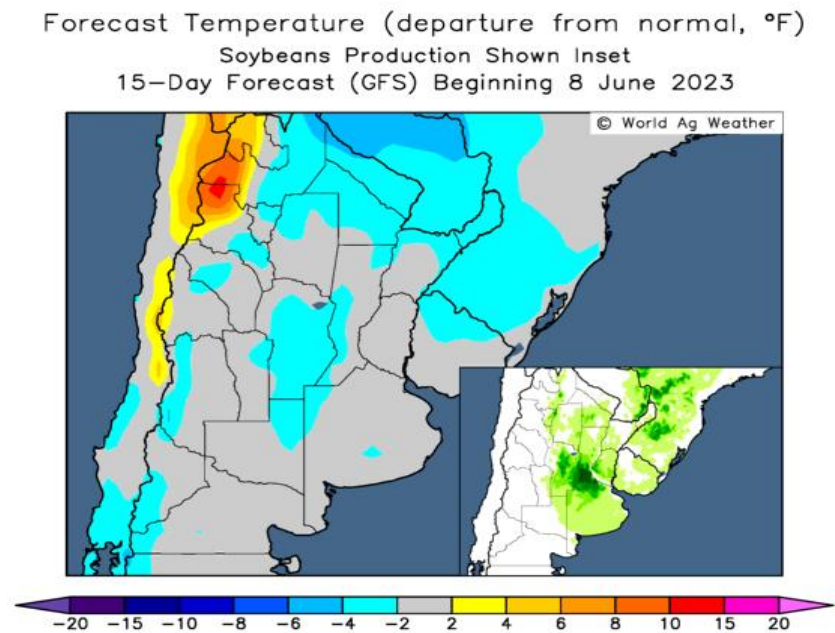 Forecast Temperature (departure from normal, °F)
Soybeans Production Shown Inset
15-Day Forecast (GFS) Beginning 8 June 2023
© World Ag Weather
-20 -15 -10 -8 -6 -4 -2 2 4 6 8 10 15 20